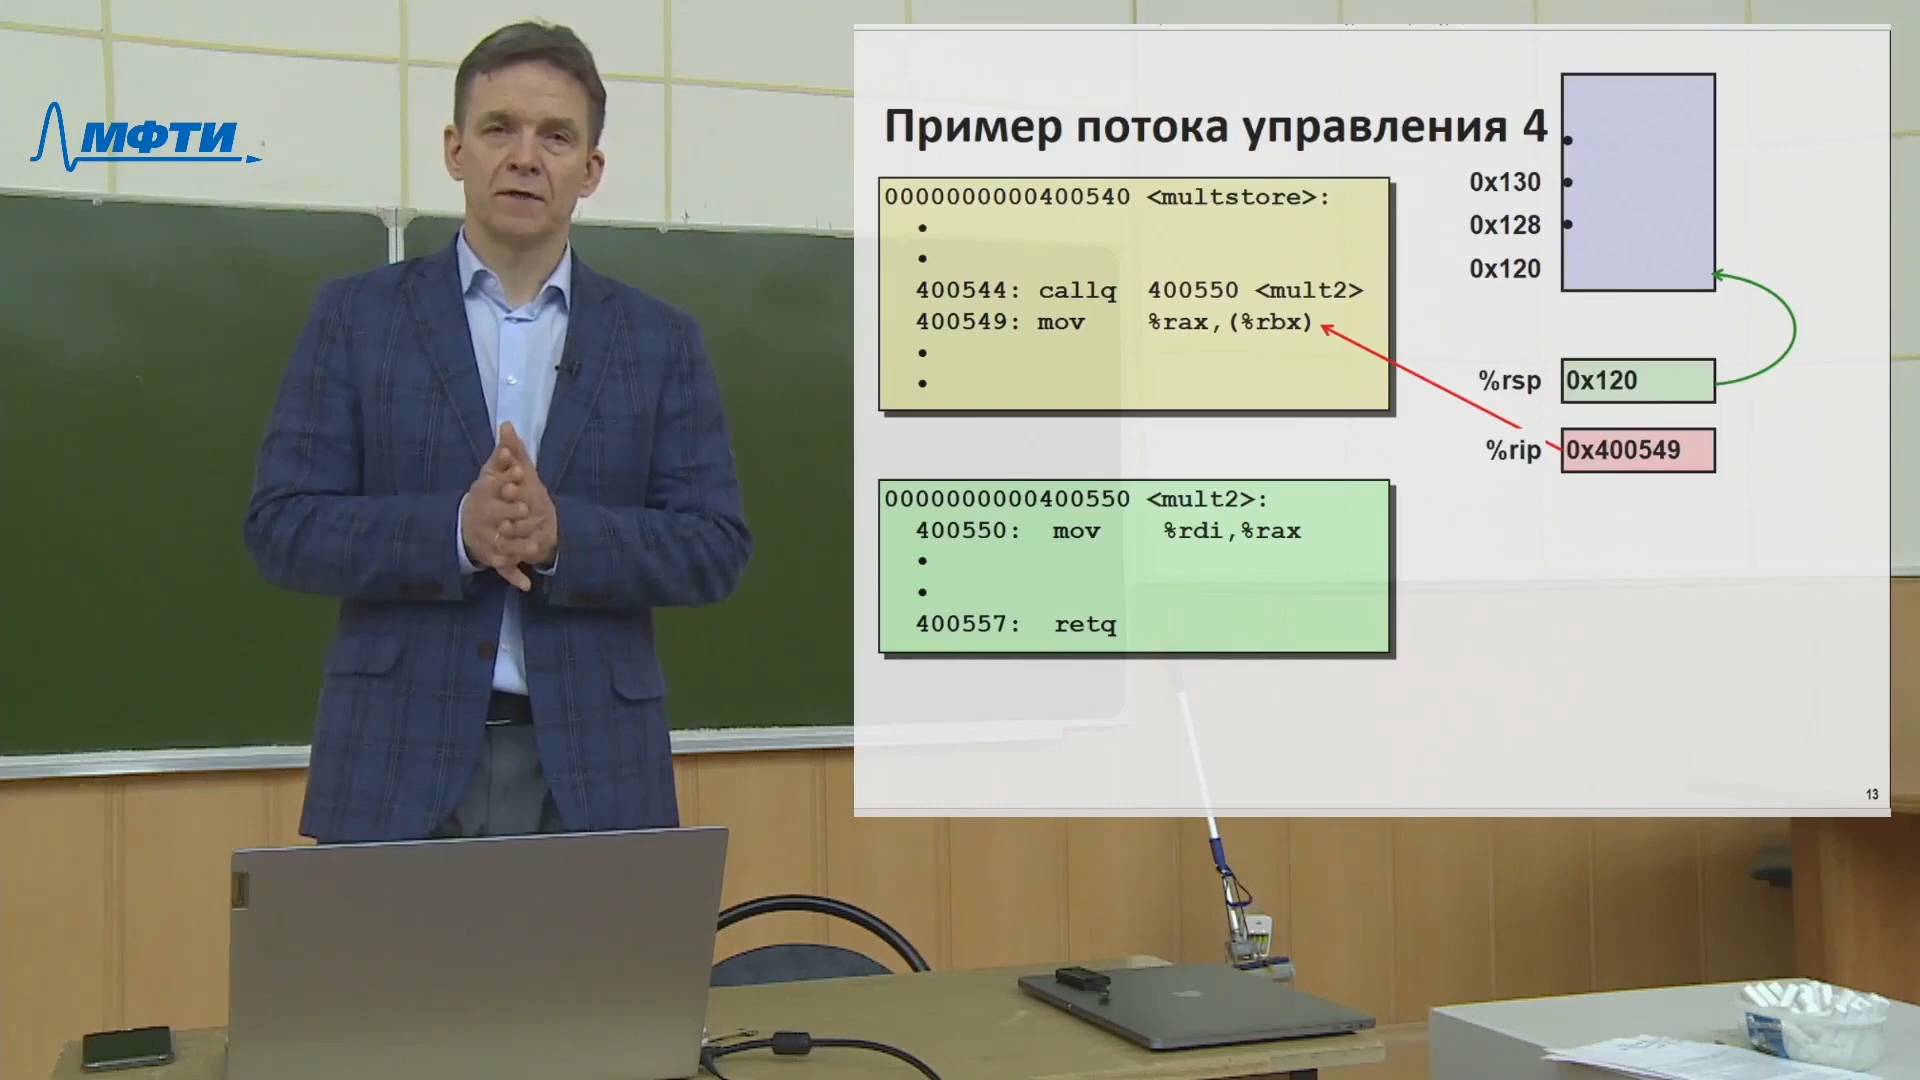 МФТИ
Пример потока управления 4
0000000000400540 <multstore>:
•
•
400544: callq 400550 <mult2>
400549: mov %rax,(%rbx)
•
•
0000000000400550 <mult2>:
400550: mov %rdi,%rax
•
•
400557: retq
0x130
0x128
0x120
%rsp 0x120
%rip 0x400549
13